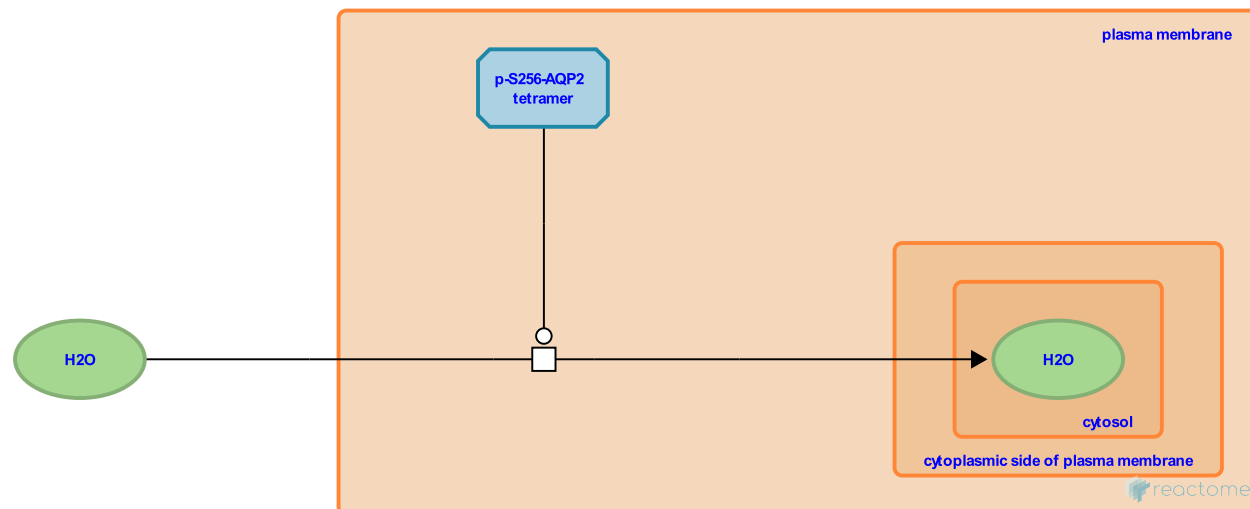 plasma membrane
p-S256-AQP2
tetramer
H2O
H2O
cytosol
cytoplasmic side of plasma membrane
reactome